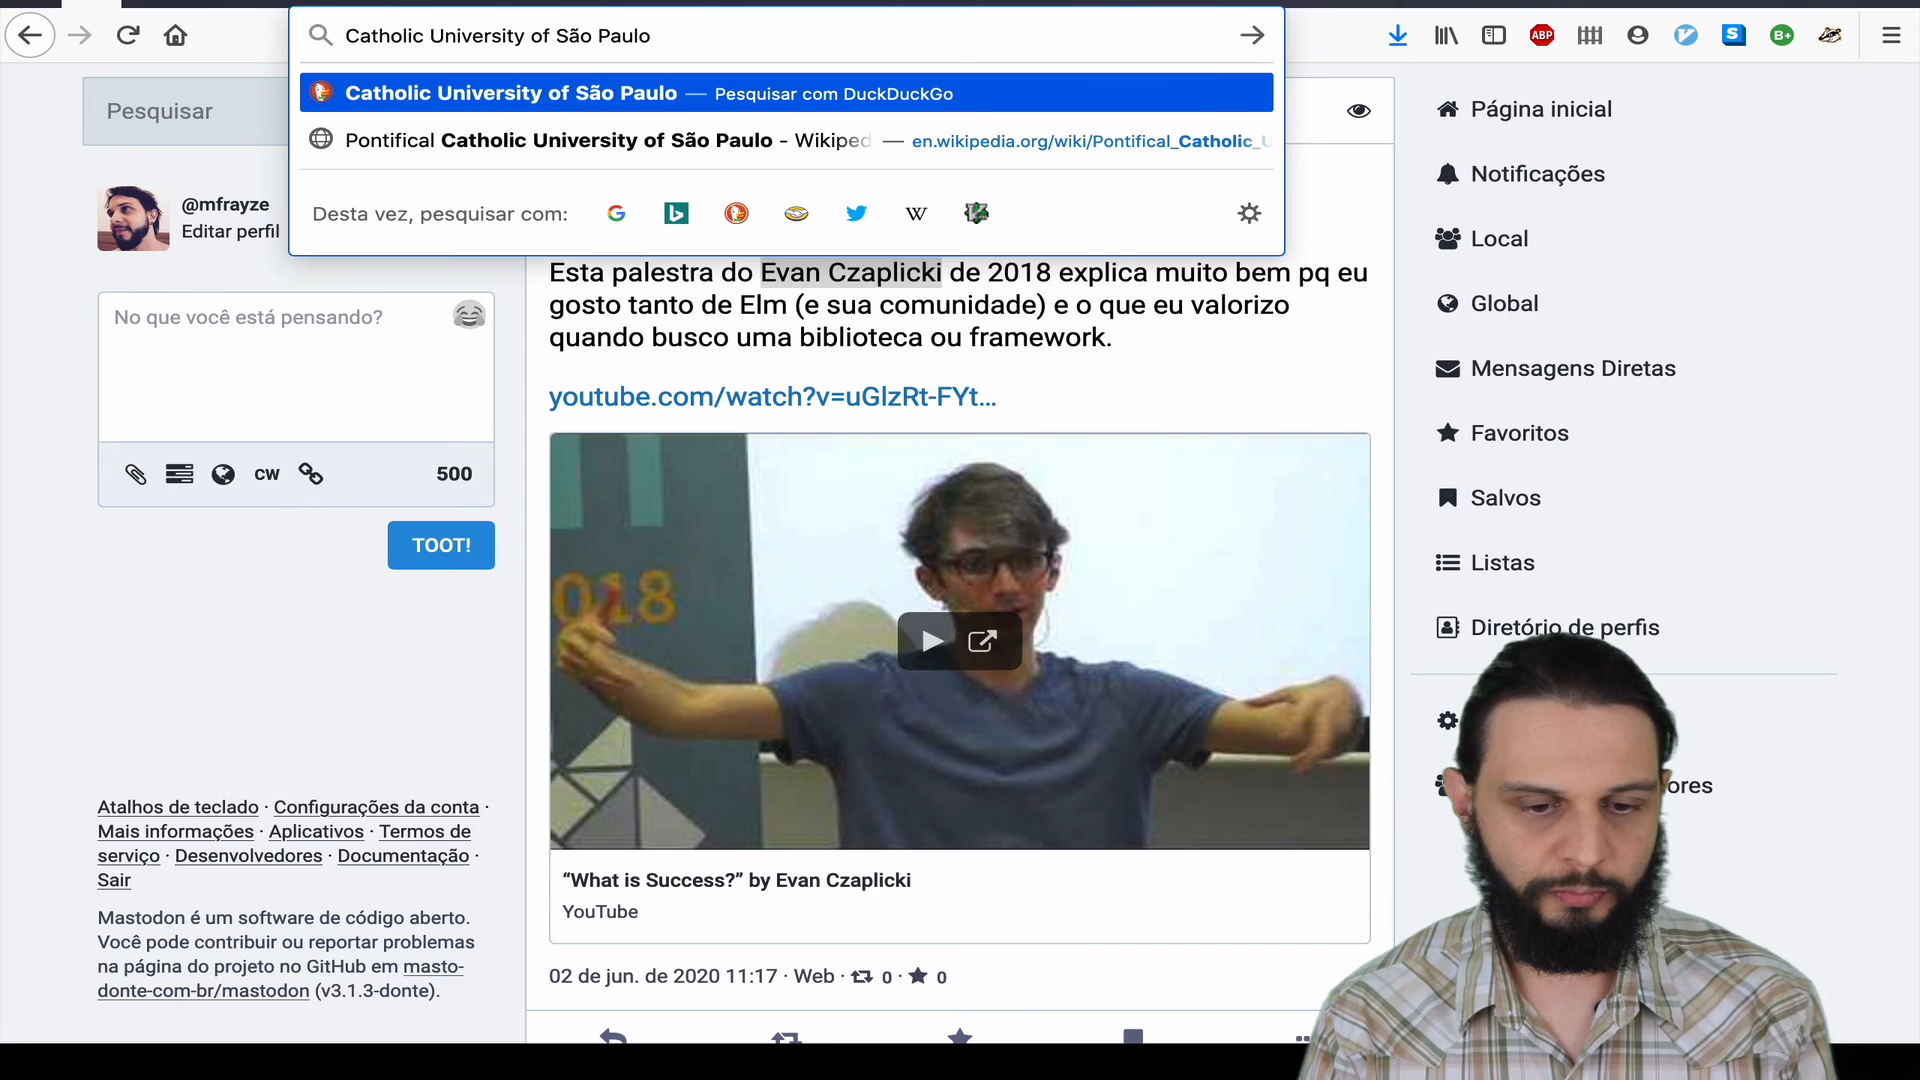 Catholic University of São Paulo
Catholic University of São Paulo — Pesquisar com DuckDuckGo
Pontifical Catholic University of São Paulo - Wikiped — en.wikipedia.org/wiki/Pontifical_Catholic_U
Desta vez, pesquisar com:
G
b
W
ABP
S
B+
Pesquisar
@mfrayze
Editar perfil
No que você está pensando?
CW
500
TOOT!
Atalhos de teclado · Configurações da conta ·
Mais informações · Aplicativos · Termos de
serviço · Desenvolvedores · Documentação ·
Sair
Mastodon é um software de código aberto.
Você pode contribuir ou reportar problemas
na página do projeto no GitHub em masto-
donte-com-br/mastodon (v3.1.3-donte).
Esta palestra do Evan Czaplicki de 2018 explica muito bem pq eu
gosto tanto de Elm (e sua comunidade) e o que eu valorizo
quando busco uma biblioteca ou framework.
youtube.com/watch?v=uGlzRt-FYt...
018
“What is Success?” by Evan Czaplicki
YouTube
02 de jun. de 2020 11:17 · Web · 0 · 0
Página inicial
Notificações
Local
Global
Mensagens Diretas
Favoritos
Salvos
Listas
Diretório de perfis
ores